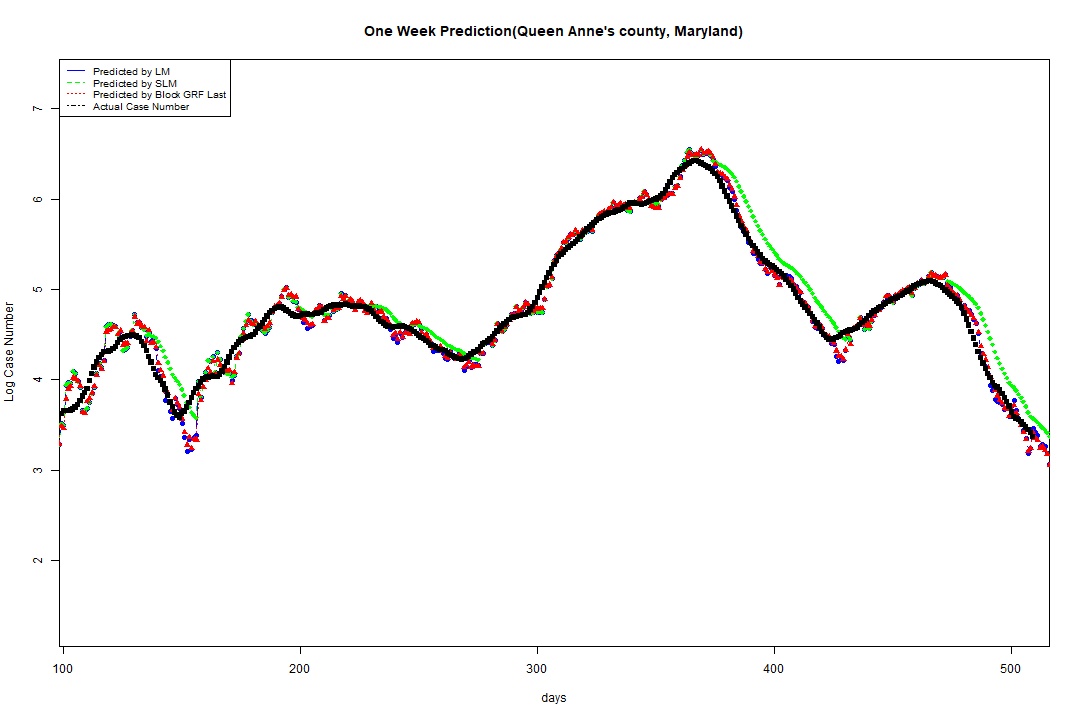 One Week Prediction(Queen Anne's county, Maryland)
Predicted by LM
Predicted by SLM
Predicted by Block GRF Last
Actual Case Number
7
6
5
4
3
2
Log Case Number
100 200 300 400 500
days